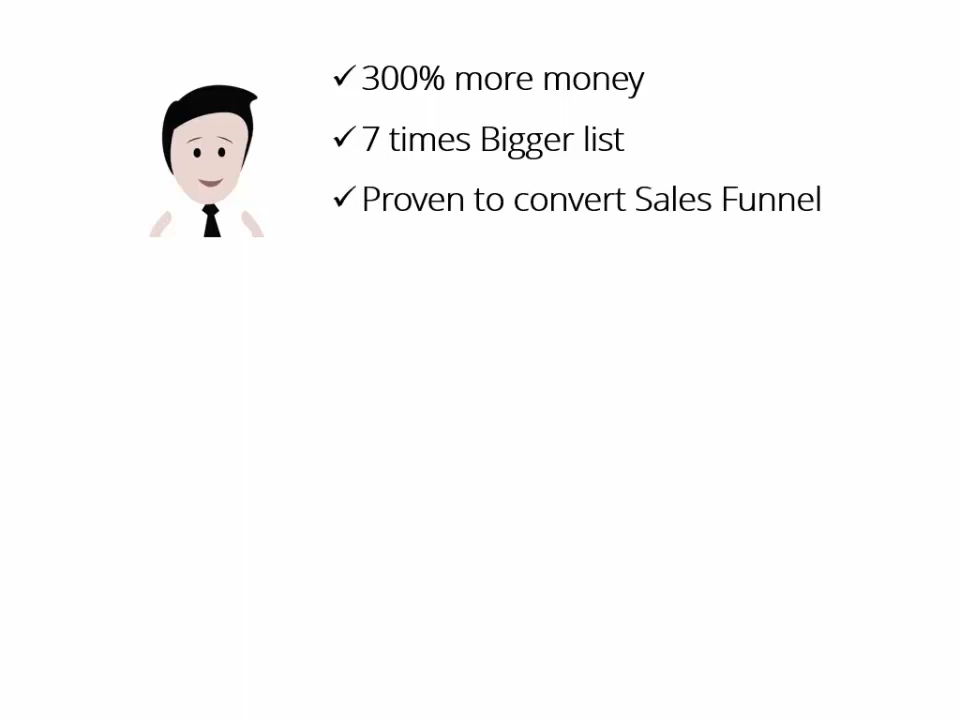 ✓ 300% more money
✓ 7 times Bigger list
✓ Proven to convert Sales Funnel